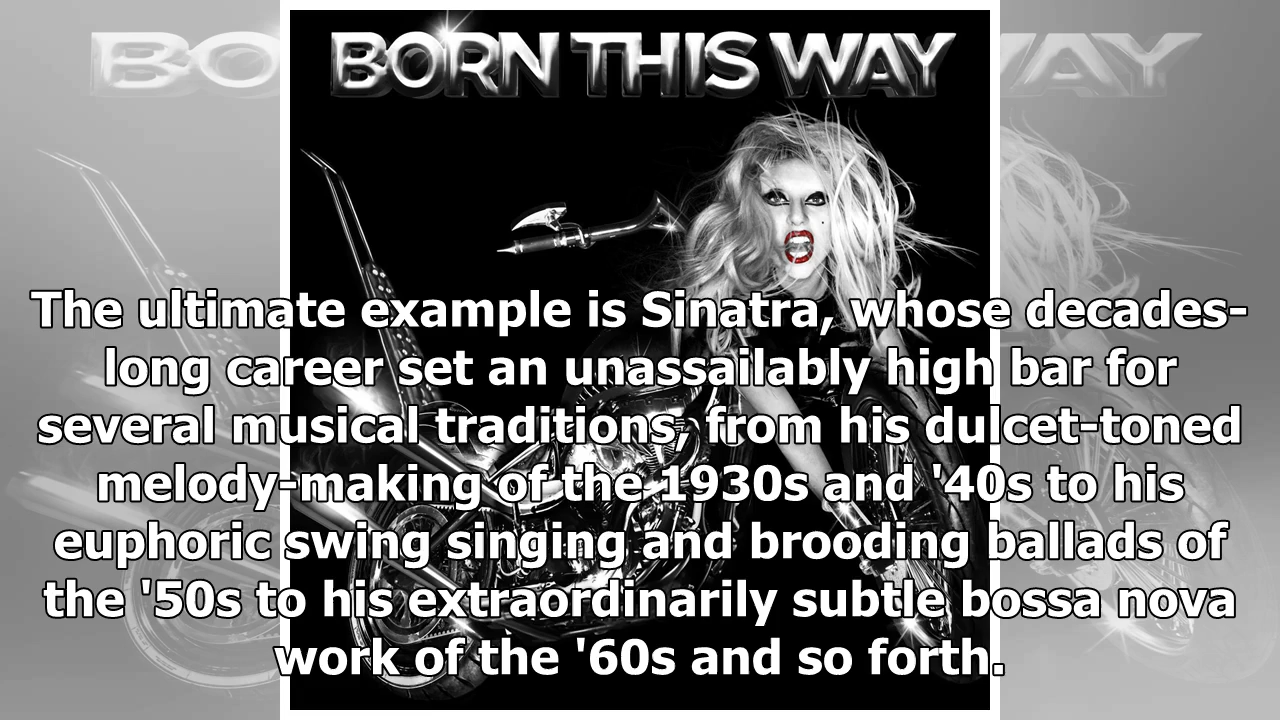 BORN THIS WAY
The ultimate example is Sinatra, whose decades-
long career set an unassailably high bar for
several musical traditions, from his dulcet-toned
melody-making of the 1930s and '40s to his
euphoric swing singing and brooding ballads of
the '50s to his extraordinarily subtle bossa nova
work of the '60s and so forth.